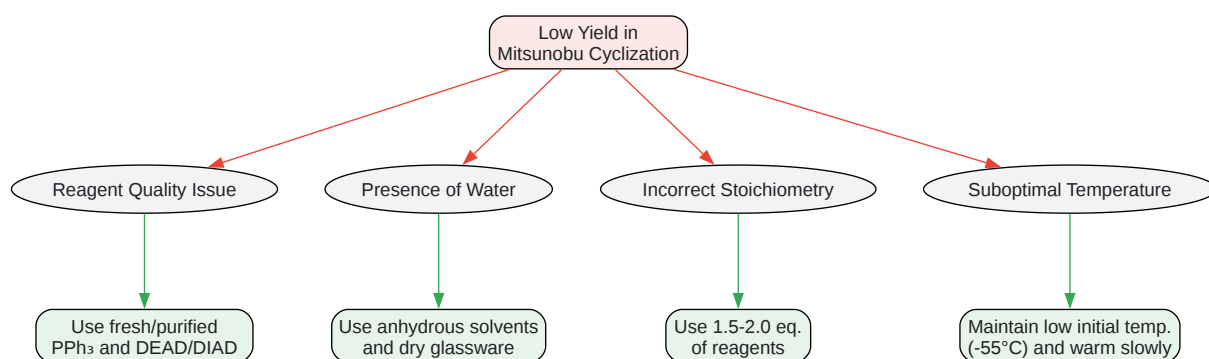 Low Yield in
Mitsunobu Cyclization
Reagent Quality Issue
Presence of Water
Incorrect Stoichiometry
Suboptimal Temperature
Use fresh/purified
PPh₃ and DEAD/DIAD
Use anhydrous solvents
and dry glassware
Use 1.5-2.0 eq.
of reagents
Maintain low initial temp.
(-55°C) and warm slowly